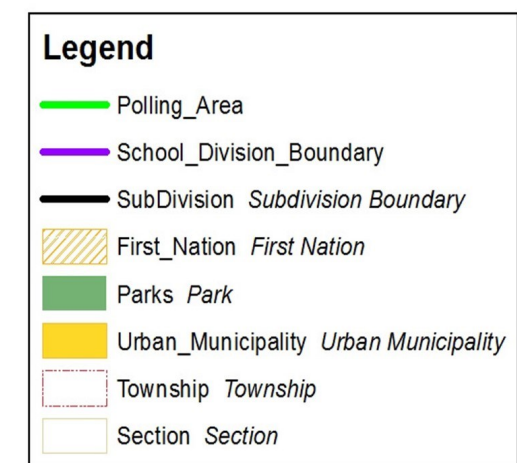 Legend
Polling_Area
School_Division_Boundary
SubDivision Subdivision Boundary
First_Nation First Nation
Parks Park
Urban_Municipality Urban Municipality
Township Township
Section Section